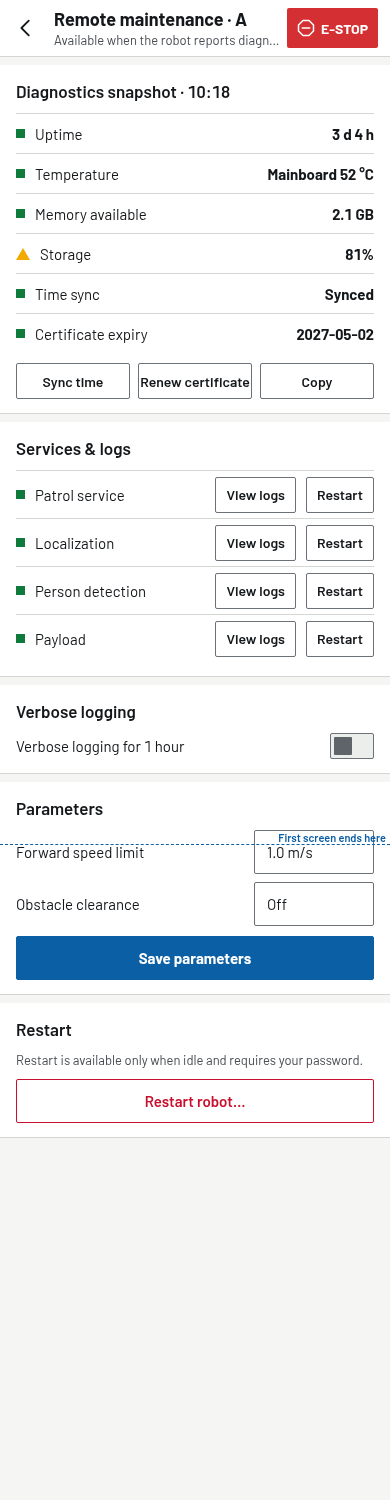 Remote maintenance · A
Available when the robot reports diagn...
E-STOP
Diagnostics snapshot · 10:18
Uptime 3 d 4 h
Temperature Mainboard 52 °C
Memory available 2.1 GB
Storage 81%
Time sync Synced
Certificate expiry 2027-05-02
Sync time Renew certificate Copy
Services & logs
Patrol service View logs Restart
Localization View logs Restart
Person detection View logs Restart
Payload View logs Restart
Verbose logging
Verbose logging for 1 hour
Parameters
First screen ends here
Forward speed limit 1.0 m/s
Obstacle clearance Off
Save parameters
Restart
Restart is available only when idle and requires your password.
Restart robot...